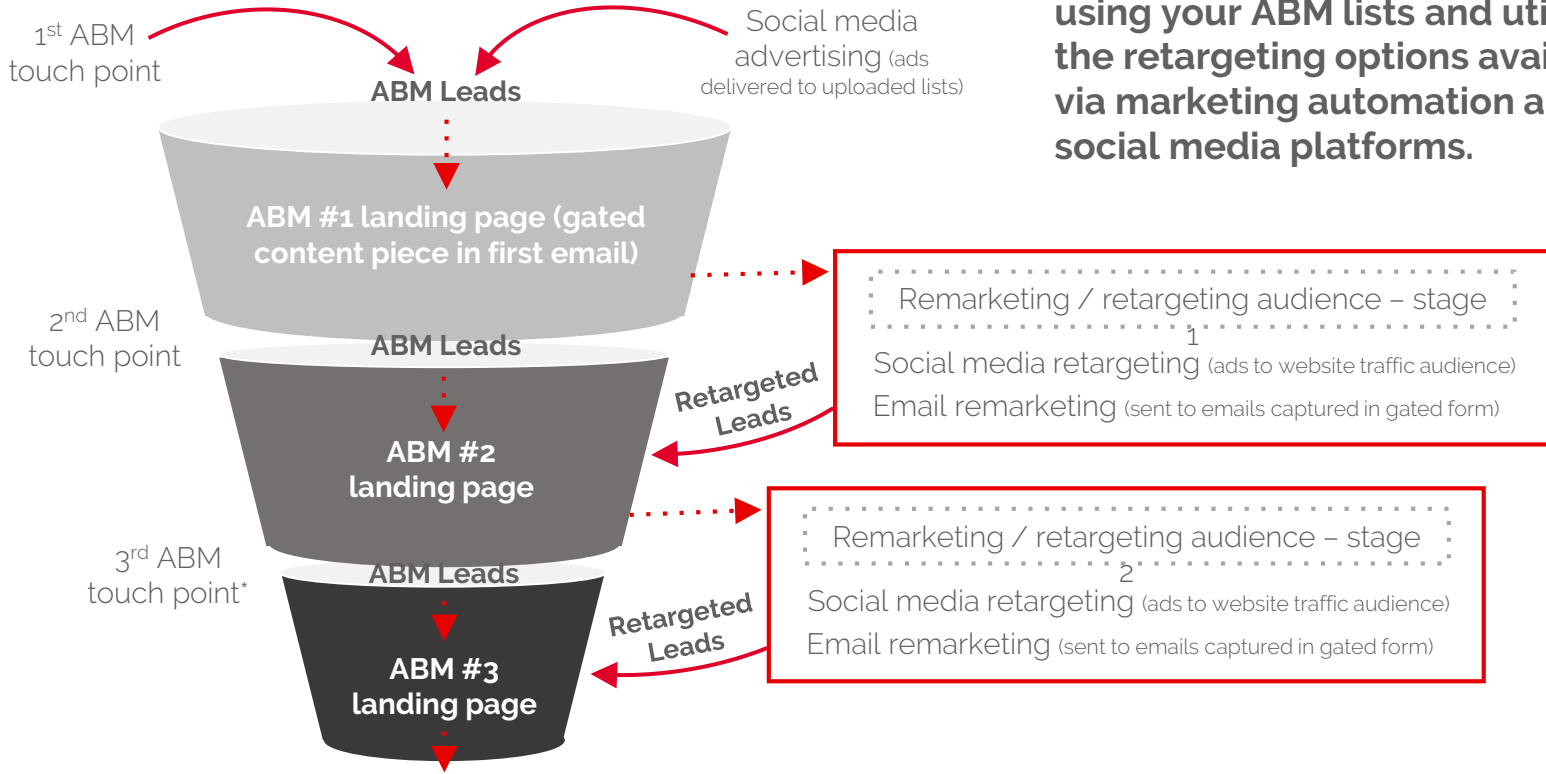 using your ABM lists and
the retargeting options
via marketing automation
social media platforms.
1st ABM
touch point
Social media
advertising (ads
delivered to uploaded lists)
ABM Leads
ABM #1 landing page (gated
content piece in first email)
2nd ABM
touch point
ABM Leads
Remarketing / retargeting audience – stage
1
Social media retargeting (ads to website traffic audience)
Email remarketing (sent to emails captured in gated form)
Retargeted
Leads
ABM #2
landing page
3rd ABM
touch point*
ABM Leads
Remarketing / retargeting audience – stage
2
Social media retargeting (ads to website traffic audience)
Email remarketing (sent to emails captured in gated form)
Retargeted
Leads
ABM #3
landing page